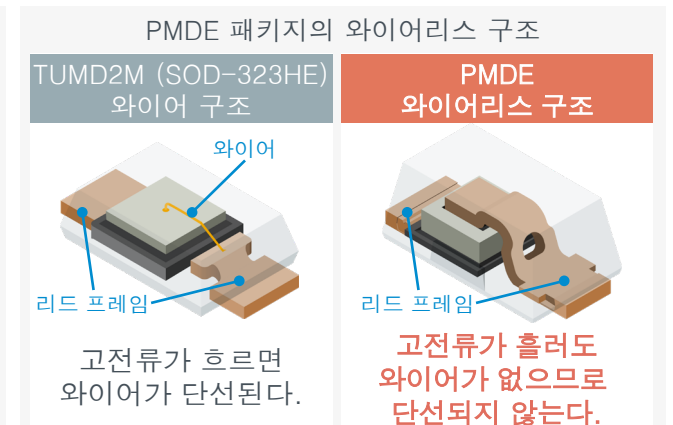 PMDE 패키지의 와이어리스 구조
TUMD2M (SOD-323HE)
와이어 구조
와이어
리드 프레임
고전류가 흐르면
와이어가 단선된다.
PMDE
와이어리스 구조
리드 프레임
고전류가 흘러도
와이어가 없으므로
단선되지 않는다.